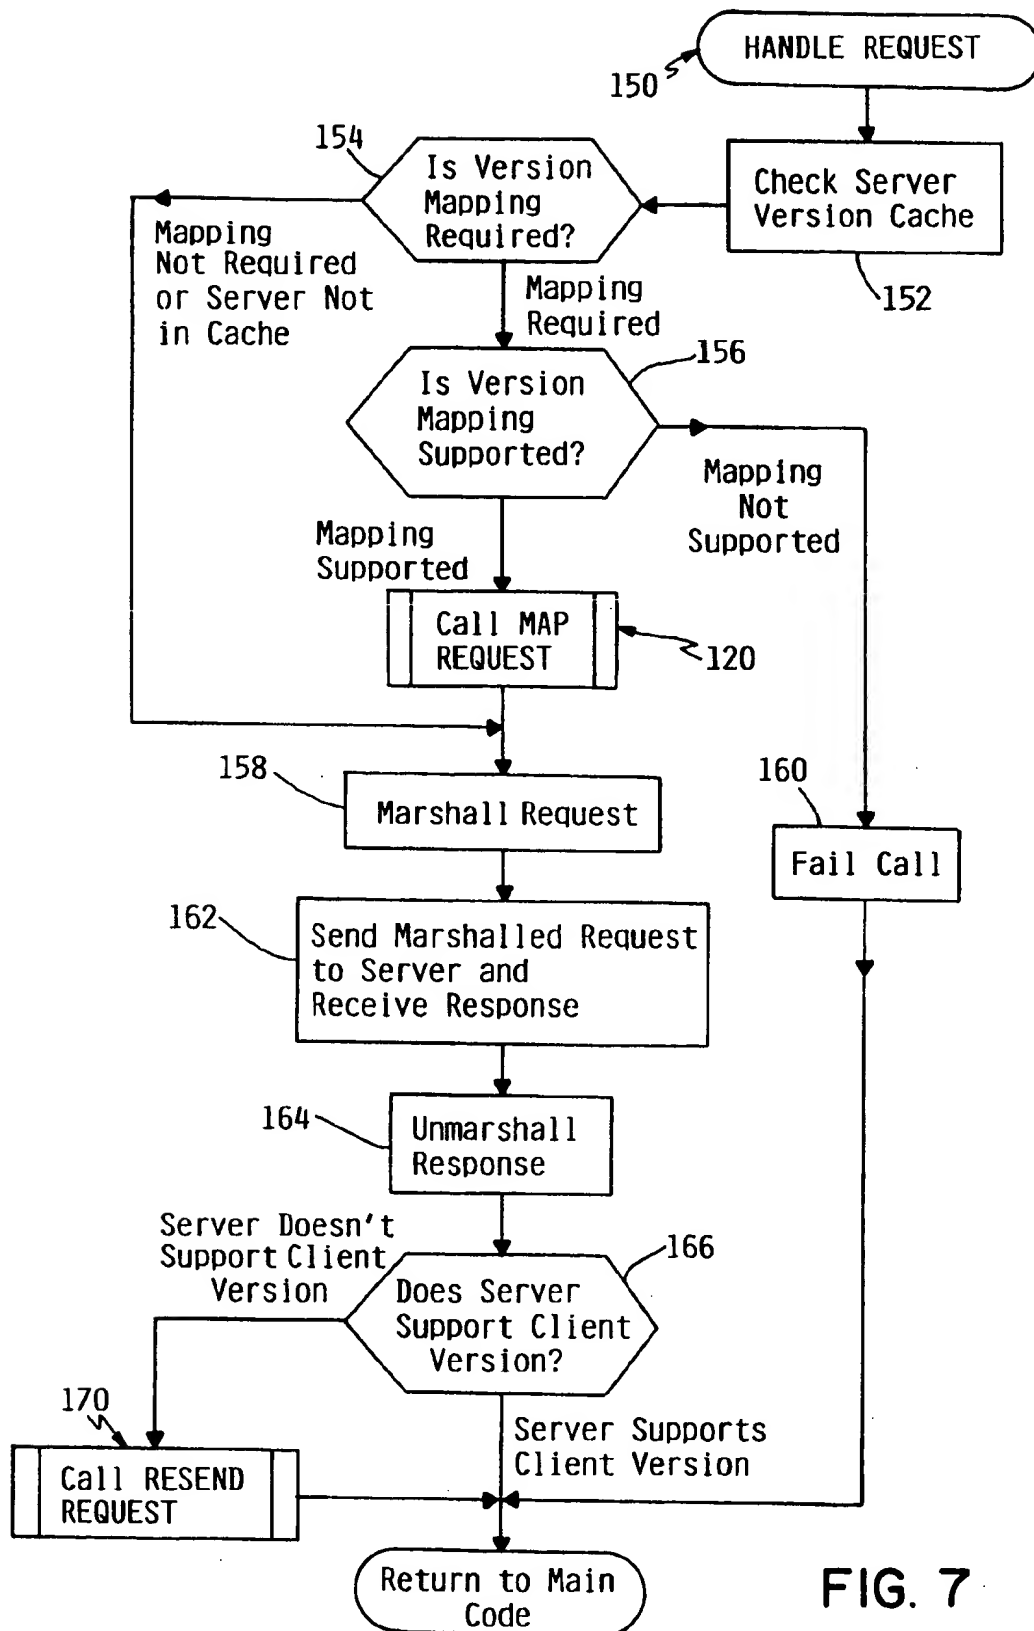 HANDLE REQUEST
150
154
Is Version
Mapping
Required?
Check Server
Version Cache
152
Mapping
Not Required
or Server Not
in Cache
Mapping
Required
156
Is Version
Mapping
Supported?
Mapping
Not
Supported
Mapping
Supported
Call MAP
REQUEST
120
158
Marshall Request
160
Fail Call
162
Send Marshalled Request
to Server and
Receive Response
164
Unmarshall
Response
Server Doesn't
Support Client
Version
166
Does Server
Support Client
Version?
170
Call RESEND
REQUEST
Server Supports
Client Version
Return to Main
Code
FIG. 7